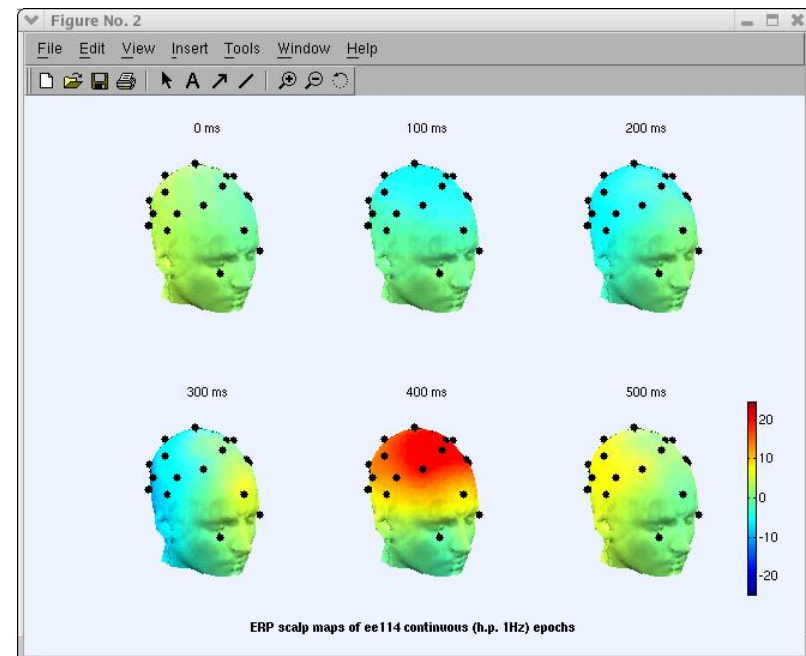 Figure No. 2
File Edit View Insert Tools Window Help
A
0 ms 100 ms 200 ms
300 ms 400 ms 500 ms
20
10
0
-10
-20
ERP scalp maps of ee114 continuous (h.p. 1Hz) epochs